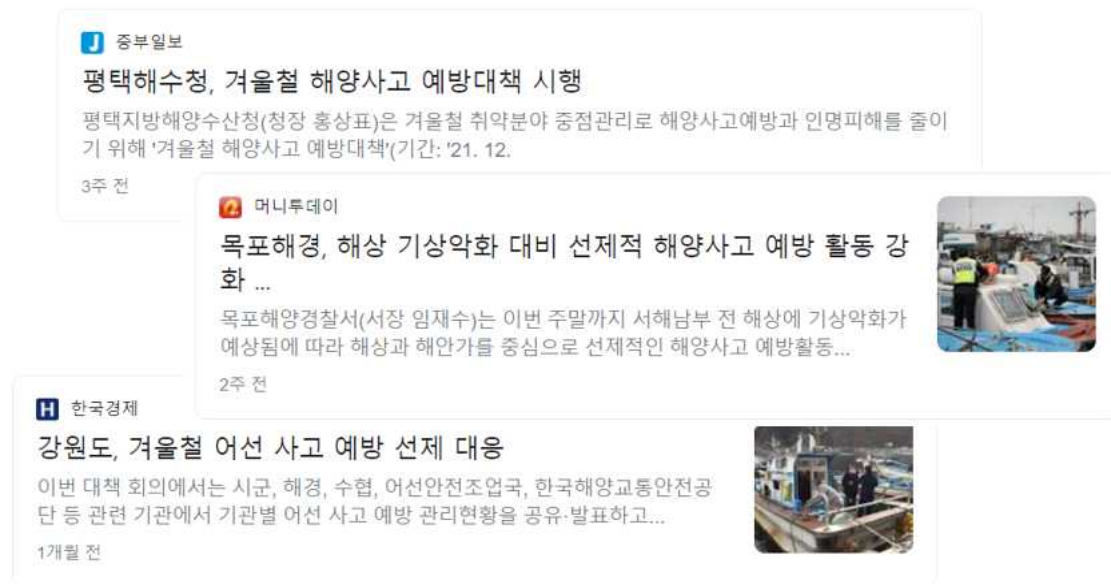 중부일보
평택해수청, 겨울철 해양사고 예방대책 시행
평택지방해양수산청(청장 홍상표)은 겨울철 취약분야 중점관리로 해양사고예방과 인명피해를 줄이
기 위해 '겨울철 해양사고 예방대책'(기간: '21. 12.
3주 전
머니투데이
목포해경, 해상 기상악화 대비 선제적 해양사고 예방 활동 강
화 ...
목포해양경찰서(서장 임재수)는 이번 주말까지 서해남부 전 해상에 기상악화가
예상됨에 따라 해상과 해안가를 중심으로 선제적인 해양사고 예방활동...
2주 전
한국경제
강원도, 겨울철 어선 사고 예방 선제 대응
이번 대책 회의에서는 시군, 해경, 수협, 어선안전조업국, 한국해양교통안전공
단 등 관련 기관에서 기관별 어선 사고 예방 관리현황을 공유·발표하고...
1개월 전